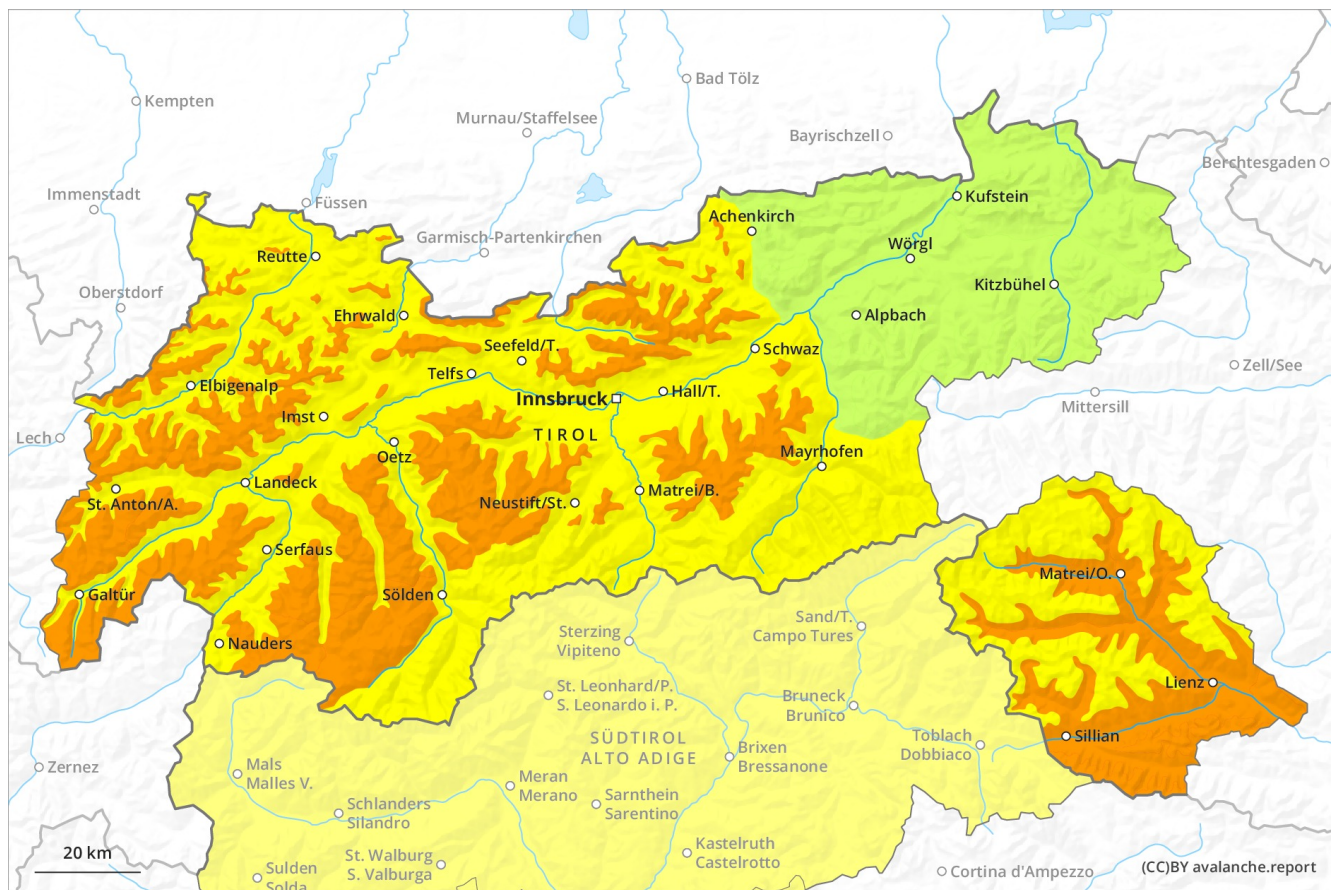 Bad Tölz
Kempten
Murnau/Staffelsee
Bayrischzell
Berchtesgaden
Immenstadt
Füssen
Kufstein
Achenkirch
Garmisch-Partenkirchen
Wörgl
Reutte
Kitzbühel
Oberstdorf
Ehrwald
Alpbach
Seefeld/T.
Schwaz
Zell/See
Telfs
Elbigenalp
Hall/T.
Innsbruck
Mittersill
Imst
Lech
TIROL
Oetz
Mayrhofen
Landeck
Matrei/B.
St. Anton/A.
Neustift/St.
Serfaus
Matrei/O.
Galtür
Sölden
Sand/T.
Campo Tures
Sterzing
Vipiteno
Nauders
Lienz
St. Leonhard/P.
S. Leonardo i. P.
Bruneck
Brunico
Sillian
SÜDTIROL
ALTO ADIGE
Toblach
Dobbiaco
Brixen
Bressanone
Zernez
Mals
Malles V.
Meran
Merano
Sarnthein
Sarentino
Schlanders
Silandro
Kastelruth
Castelrotto
20 km
St. Walburg
S. Valburga
Sulden
Solda
Cortina d'Ampezzo
(CC)BY avalanche.report